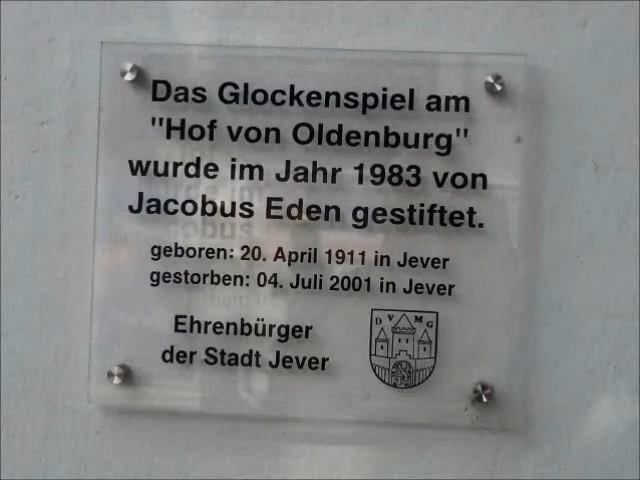 Das Glockenspiel am
"Hof von Oldenburg"
wurde im Jahr 1983 von
Jacobus Eden gestiftet.
geboren: 20. April 1911 in Jever
gestorben: 04. Juli 2001 in Jever
Ehrenbürger
der Stadt Jever
D V M G